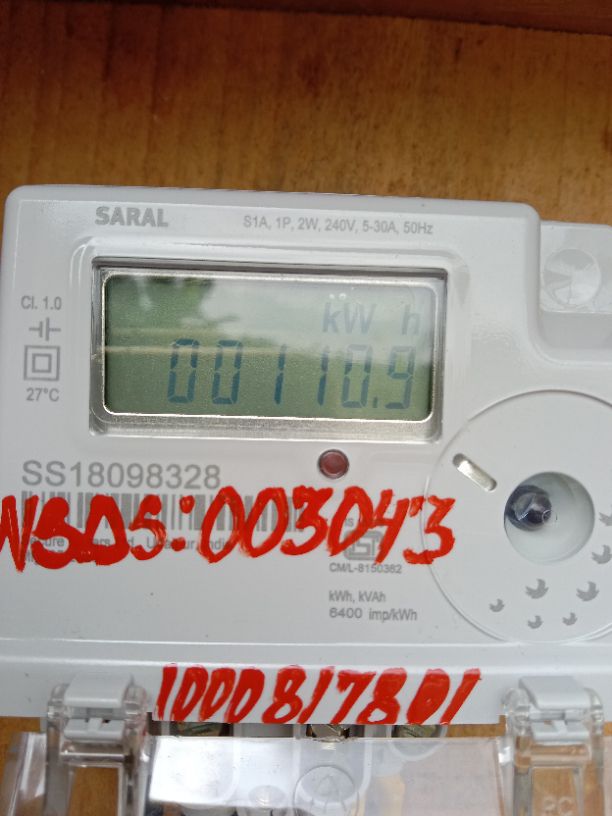 SARAL
S1A, 1P, 2W, 240V, 5-30A, 50Hz
Cl. 1.0
27°C
kW h
00110.9
SS18098328
NSDS:003043
CM/L-8150362
kWh, kVAh
6400 imp/kWh
1000817801